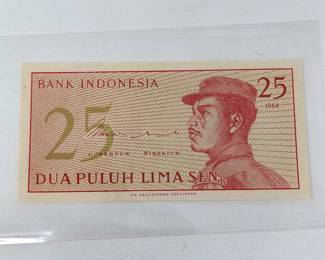 BANK INDONESIA
25
1964
25
GUBERNUR DIREKTUR
DUA PULUH LIMA SEN